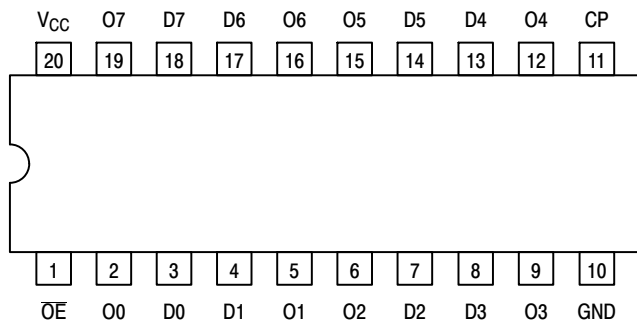 VCC O7 D7 D6 O6 O5 D5 D4 O4 CP
20 19 18 17 16 15 14 13 12 11
1 2 3 4 5 6 7 8 9 10
O̅E̅ O0 D0 D1 O1 O2 D2 D3 O3 GND